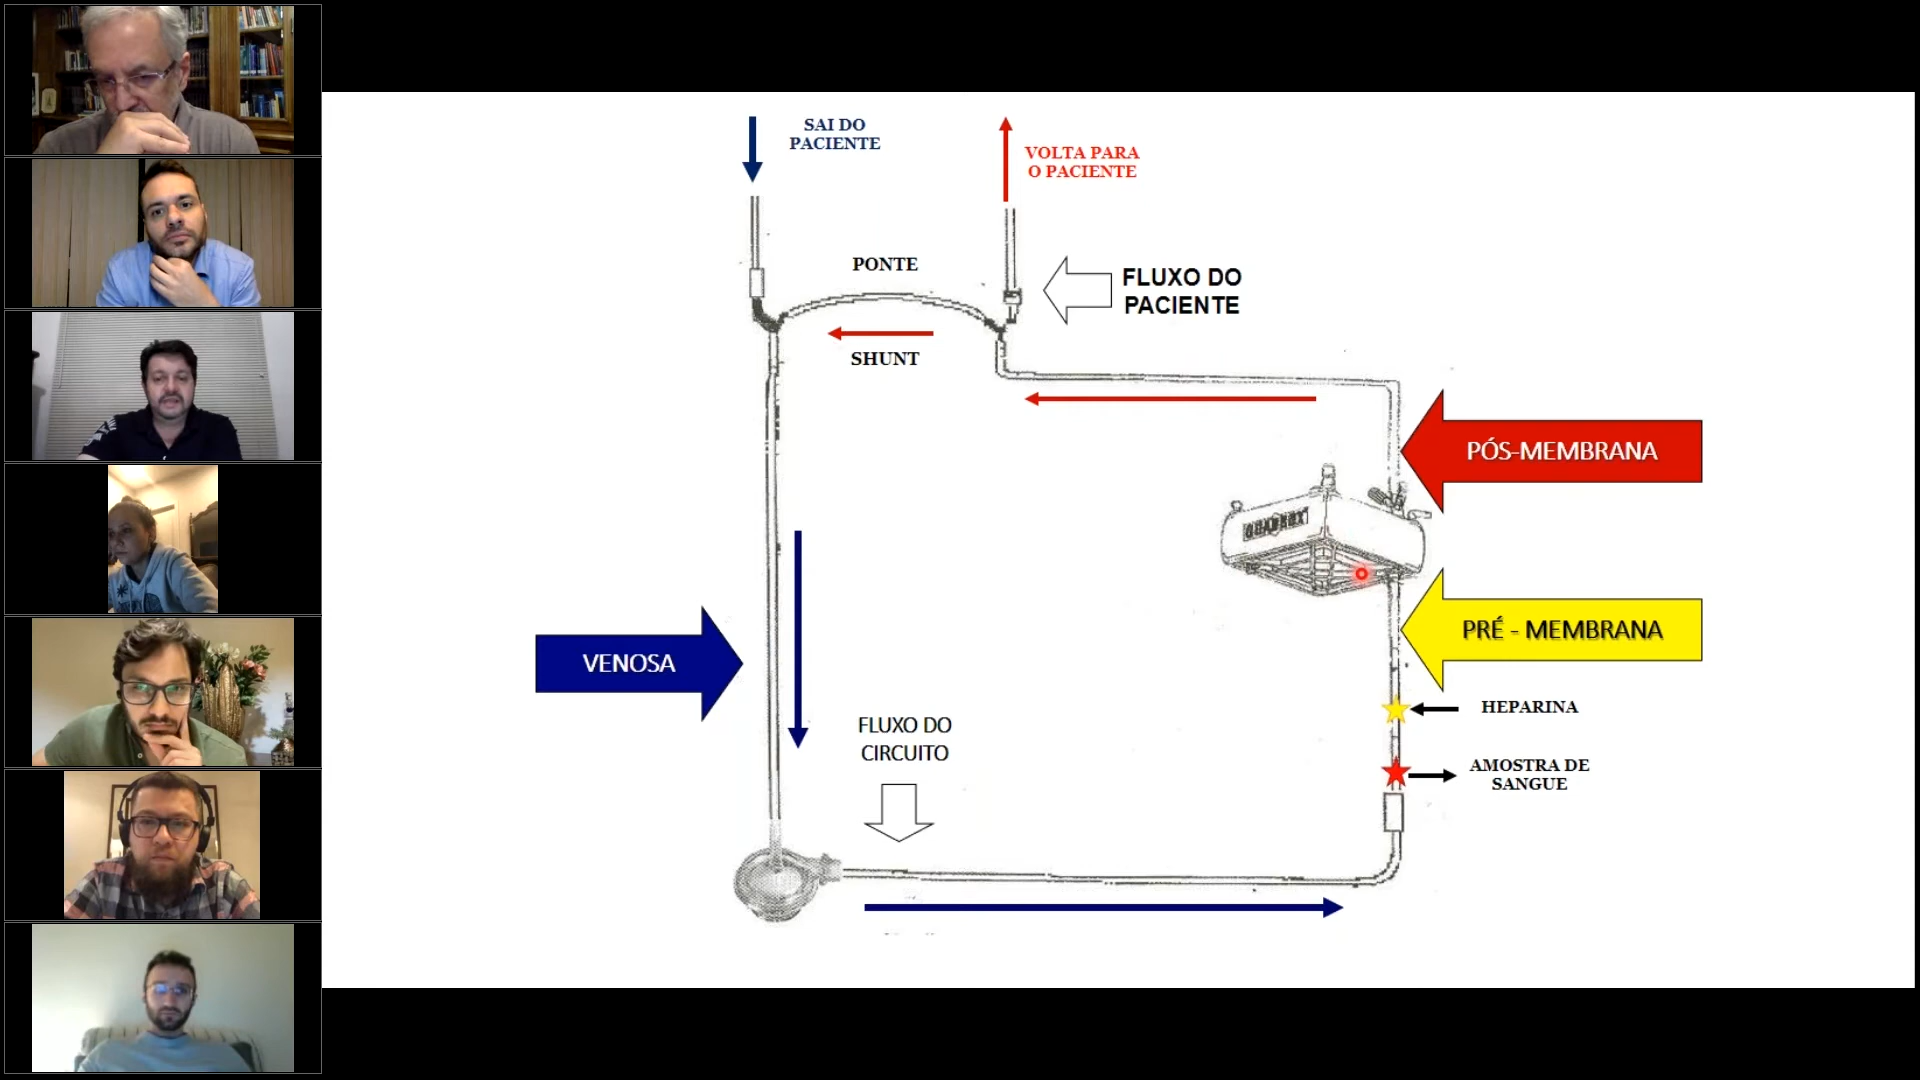 SAI DO
PACIENTE
VOLTA PARA
O PACIENTE
PONTE
FLUXO DO
PACIENTE
SHUNT
PÓS-MEMBRANA
QUADROX
PRÉ - MEMBRANA
VENOSA
HEPARINA
FLUXO DO
CIRCUITO
AMOSTRA DE
SANGUE